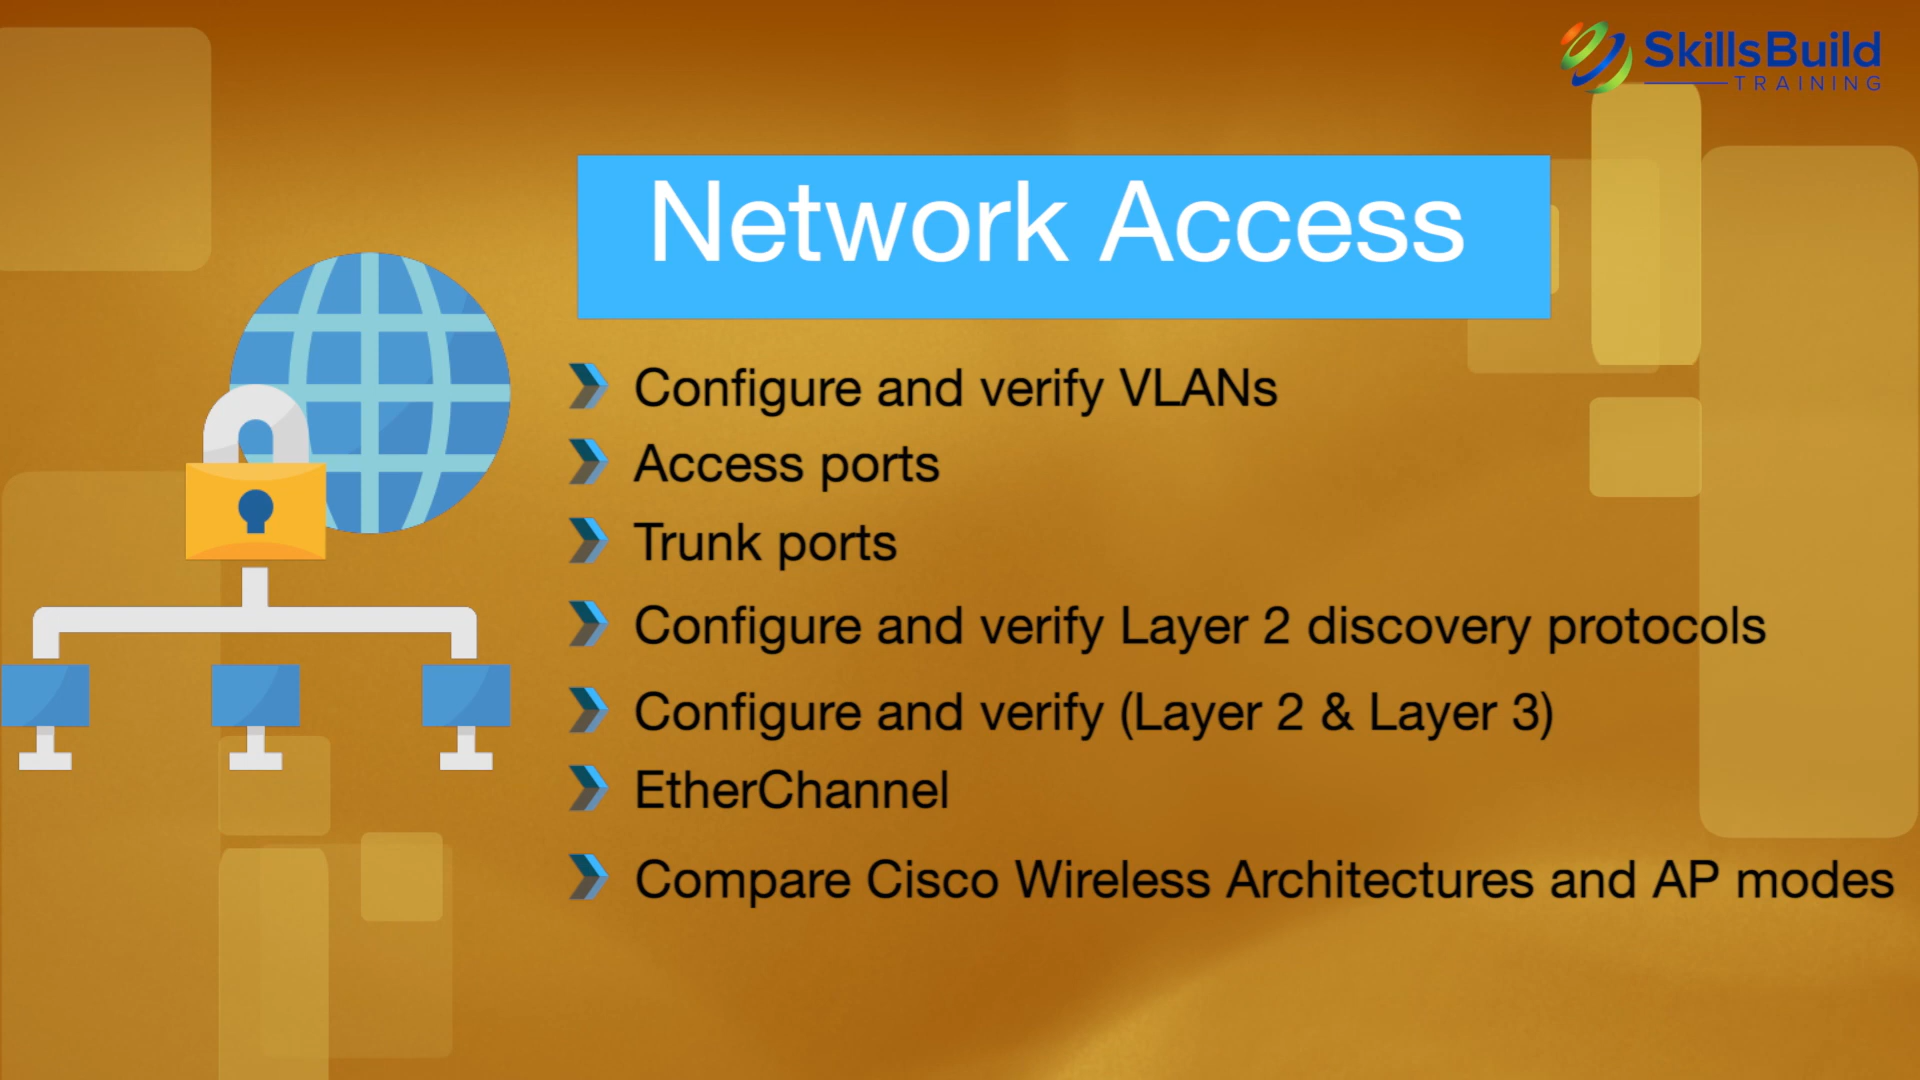 SkillsBuild
TRAINING
Network Access
Configure and verify VLANs
Access ports
Trunk ports
Configure and verify Layer 2 discovery protocols
Configure and verify (Layer 2 & Layer 3)
EtherChannel
Compare Cisco Wireless Architectures and AP modes